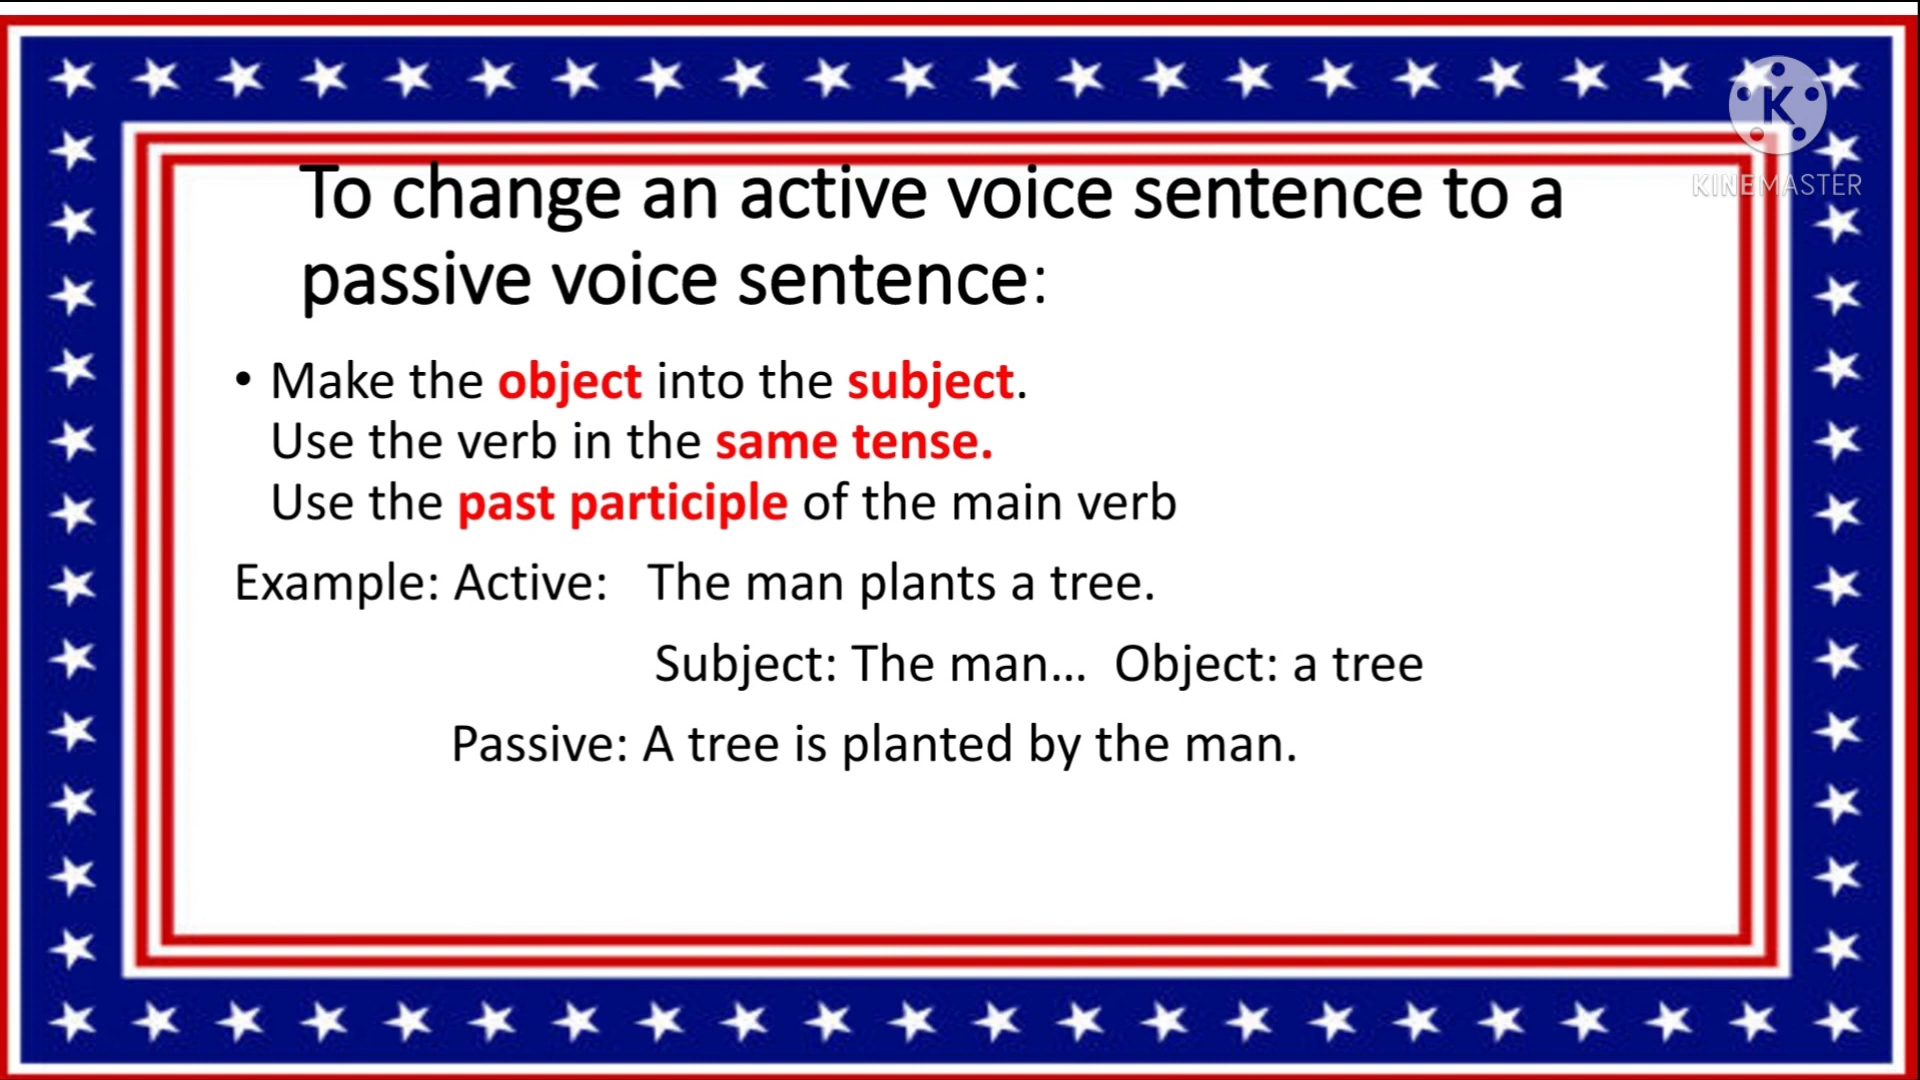 K
KINEMASTER
To change an active voice sentence to a
passive voice sentence:
• Make the object into the subject.
Use the verb in the same tense.
Use the past participle of the main verb
Example: Active: The man plants a tree.
Subject: The man... Object: a tree
Passive: A tree is planted by the man.